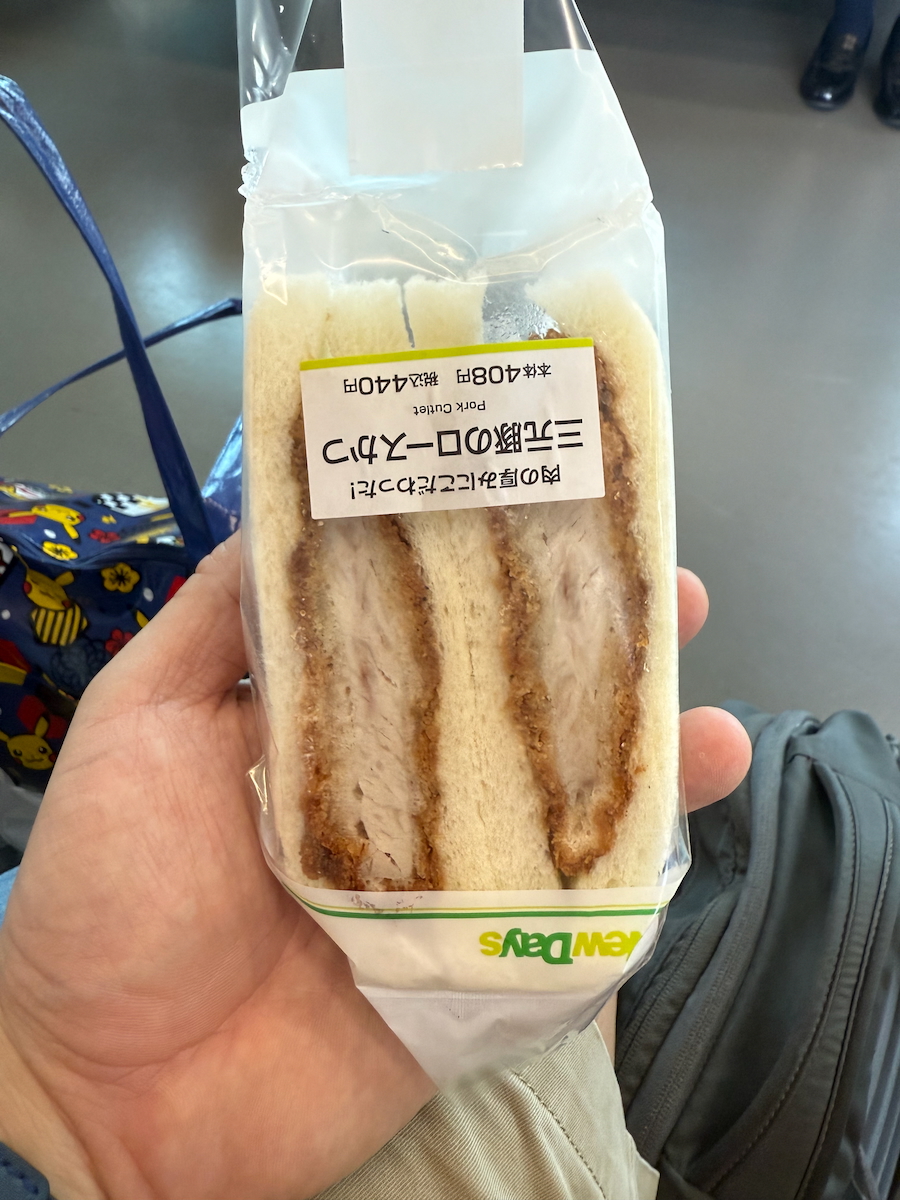 肉の厚みにこだわった!
三元豚のロースかつ
Pork Cutlet
本体408円 税込440円
NewDays